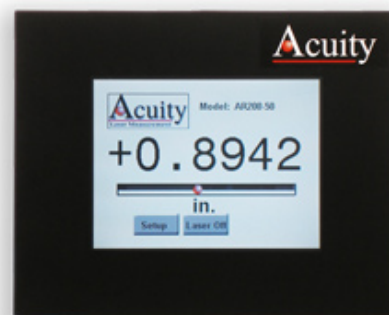 Acuity
Acuity
Laser Measurement
Model: AR200-50
+0.8942
in.
Setup
Laser Off